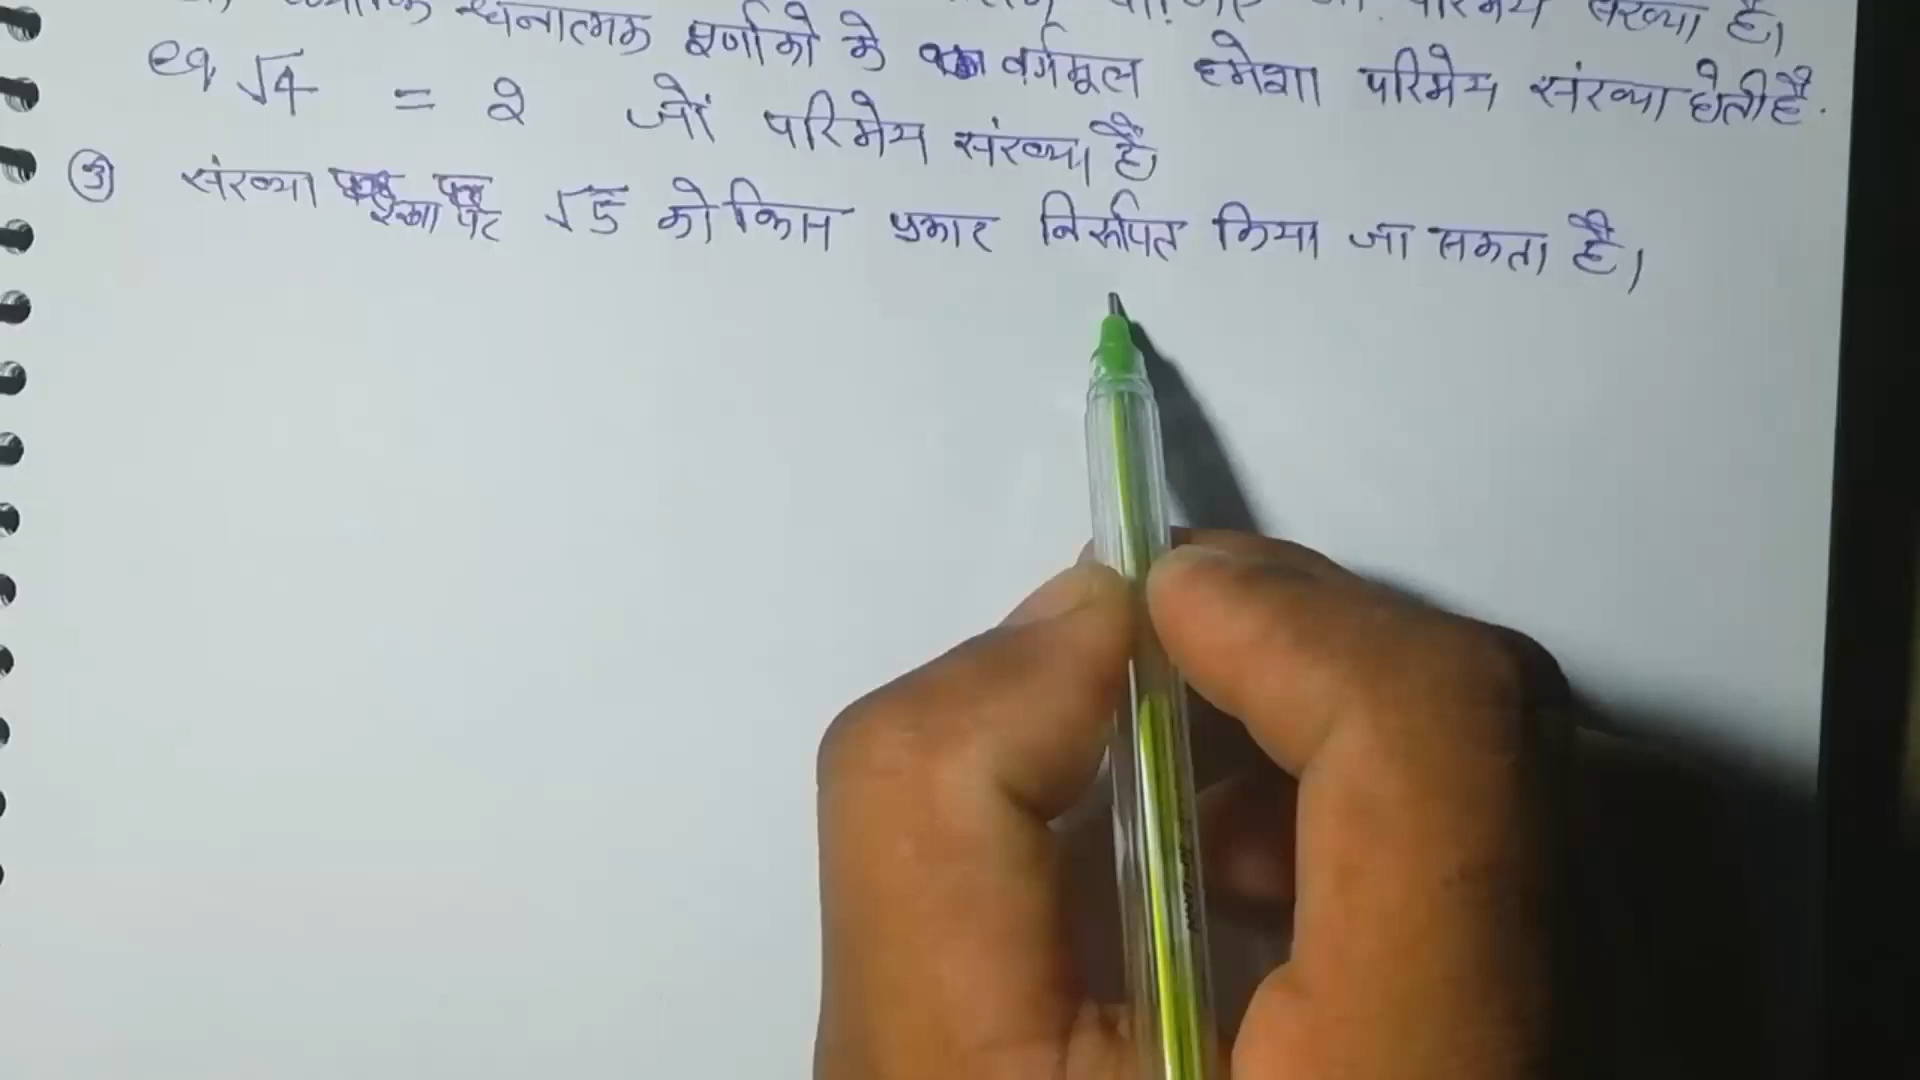 धनात्मक पूर्णांको के वर्गमूल हमेशा परिमेय संख्या होती है.
eg √4 = 2 जों परिमेय संख्या है।
③ संख्या रेखा पर √5 को किस प्रकार निरूपित किया जा सकता है।